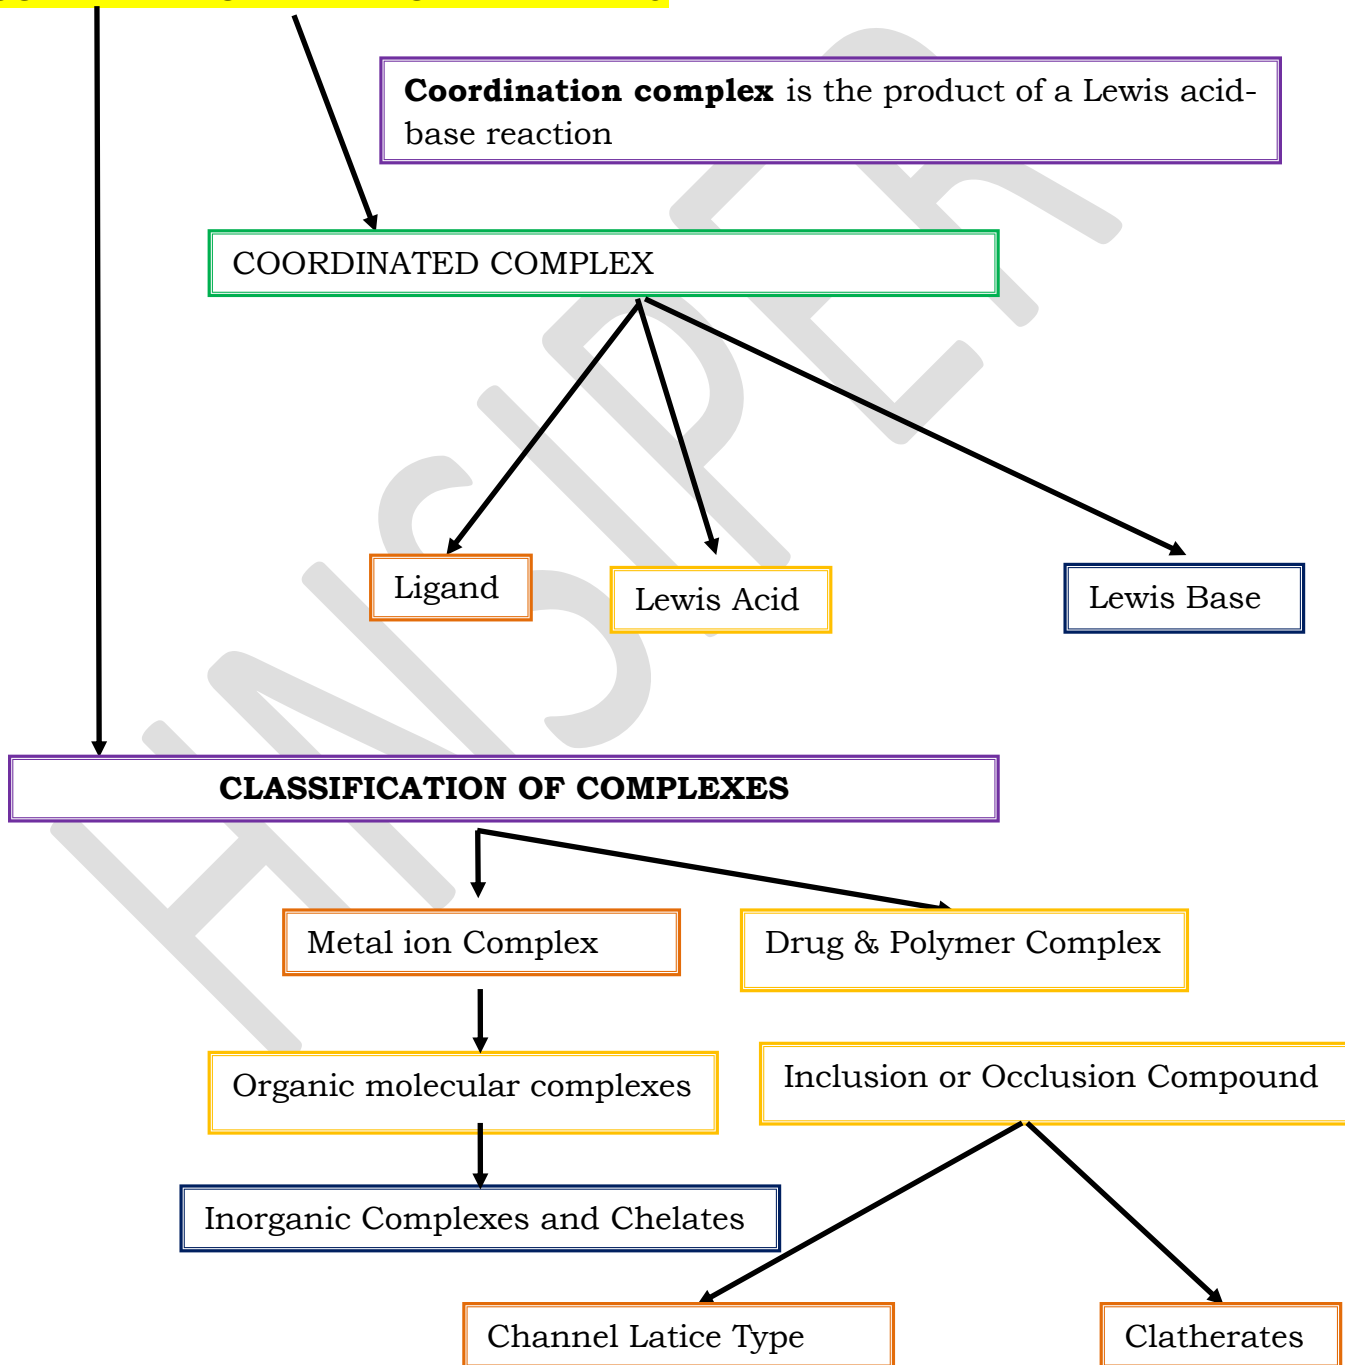 Coordination complex is the product of a Lewis acid-
base reaction
COORDINATED COMPLEX
Ligand
Lewis Acid
Lewis Base
CLASSIFICATION OF COMPLEXES
Metal ion Complex
Drug & Polymer Complex
Organic molecular complexes
Inclusion or Occlusion Compound
Inorganic Complexes and Chelates
Channel Latice Type
Clatherates
HNSIPER